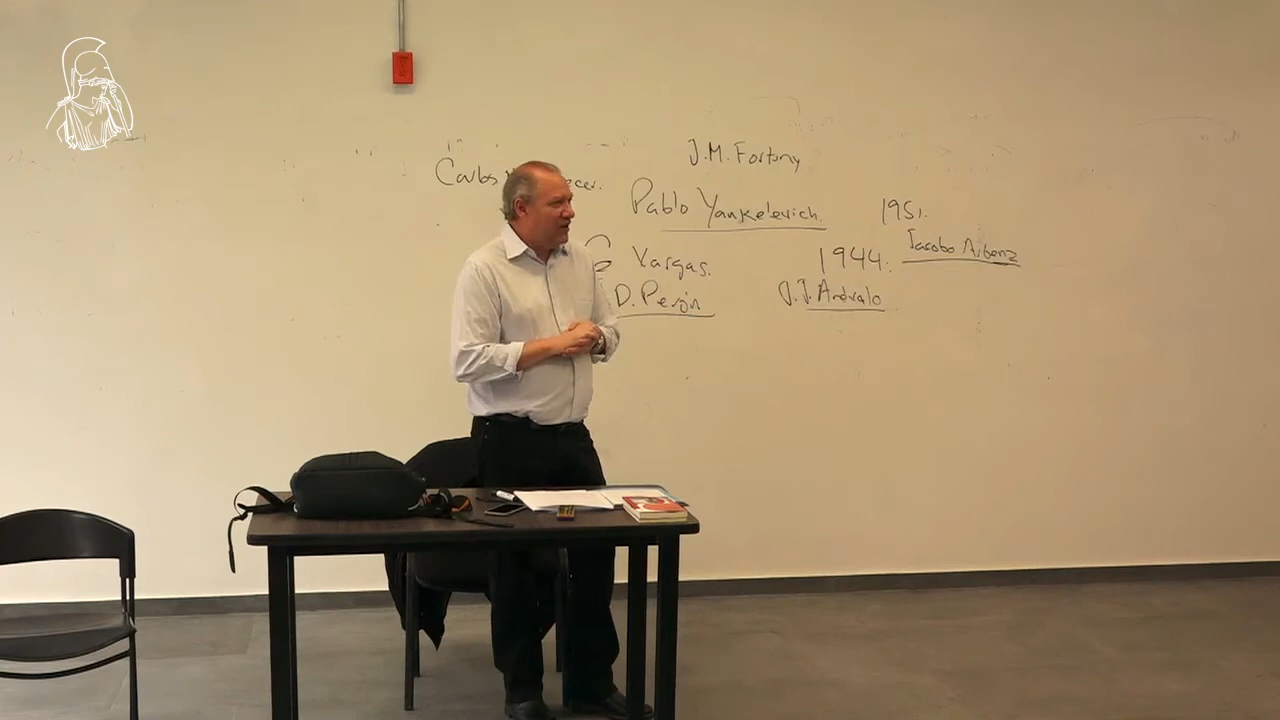 J.M. Fortuny
Carlos
Pablo Yankelevich.
1951.
Jacobo Arbenz
G Vargas.
1944.
D. Perón
J.J. Arévalo